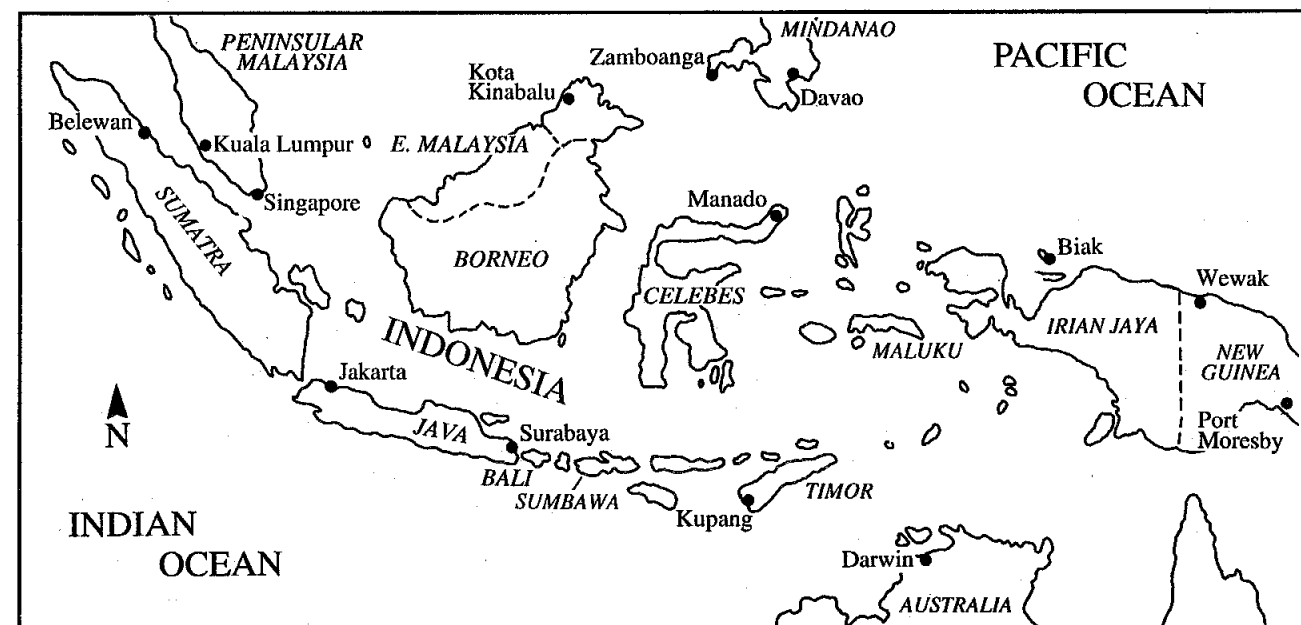 PENINSULAR
MALAYSIA
MINDANAO
Zamboanga
Davao
PACIFIC
OCEAN
Kota
Kinabalu
Belewan
Kuala Lumpur
E. MALAYSIA
Singapore
SUMATRA
Manado
BORNEO
CELEBES
Biak
Wewak
IRIAN JAYA
MALUKU
NEW
GUINEA
INDONESIA
Jakarta
N
JAVA
Surabaya
BALI
SUMBAWA
Kupang
TIMOR
Port
Moresby
INDIAN
OCEAN
Darwin
AUSTRALIA